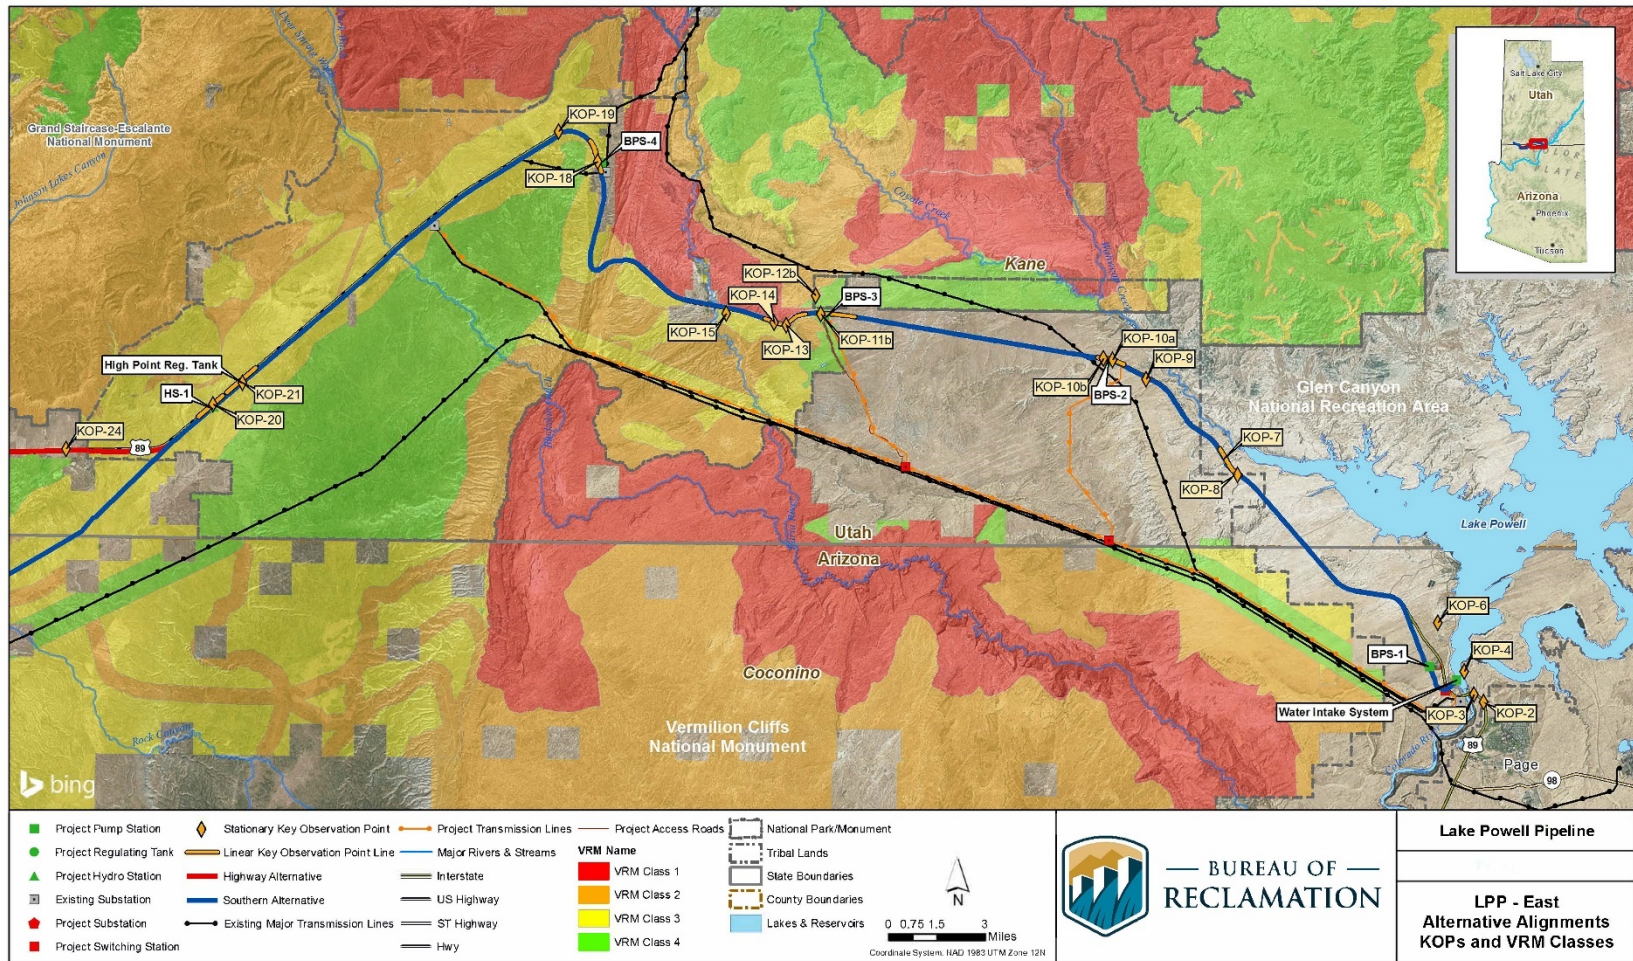 Grand Staircase-Escalante
National Monument
Johnson Lakes Canyon
KOP-19
BPS-4
KOP-18
Coyote Creek
Kane
KOP-12b
KOP-14
BPS-3
KOP-15
KOP-13
KOP-11b
KOP-10a
KOP-9
KOP-10b
BPS-2
Glen Canyon
National Recreation Area
High Point Reg. Tank
HS-1
KOP-21
KOP-20
KOP-24
89
KOP-7
KOP-8
Lake Powell
Utah
Arizona
KOP-6
BPS-1
KOP-4
Water Intake System
KOP-3
KOP-2
89
Page
98
Coconino
Vermilion Cliffs
National Monument
Rock Canyon
bing
Salt Lake City
Utah
Arizona
Phoenix
Tucson
Project Pump Station
Project Regulating Tank
Project Hydro Station
Existing Substation
Project Substation
Project Switching Station
Stationary Key Observation Point
Linear Key Observation Point Line
Highway Alternative
Southern Alternative
Existing Major Transmission Lines
Project Transmission Lines
Major Rivers & Streams
Interstate
US Highway
ST Highway
Hwy
Project Access Roads
VRM Name
VRM Class 1
VRM Class 2
VRM Class 3
VRM Class 4
National Park/Monument
Tribal Lands
State Boundaries
County Boundaries
Lakes & Reservoirs
N
0 0.75 1.5 3
Miles
Coordinate System: NAD 1983 UTM Zone 12N
BUREAU OF
RECLAMATION
Lake Powell Pipeline
LPP - East
Alternative Alignments
KOPs and VRM Classes